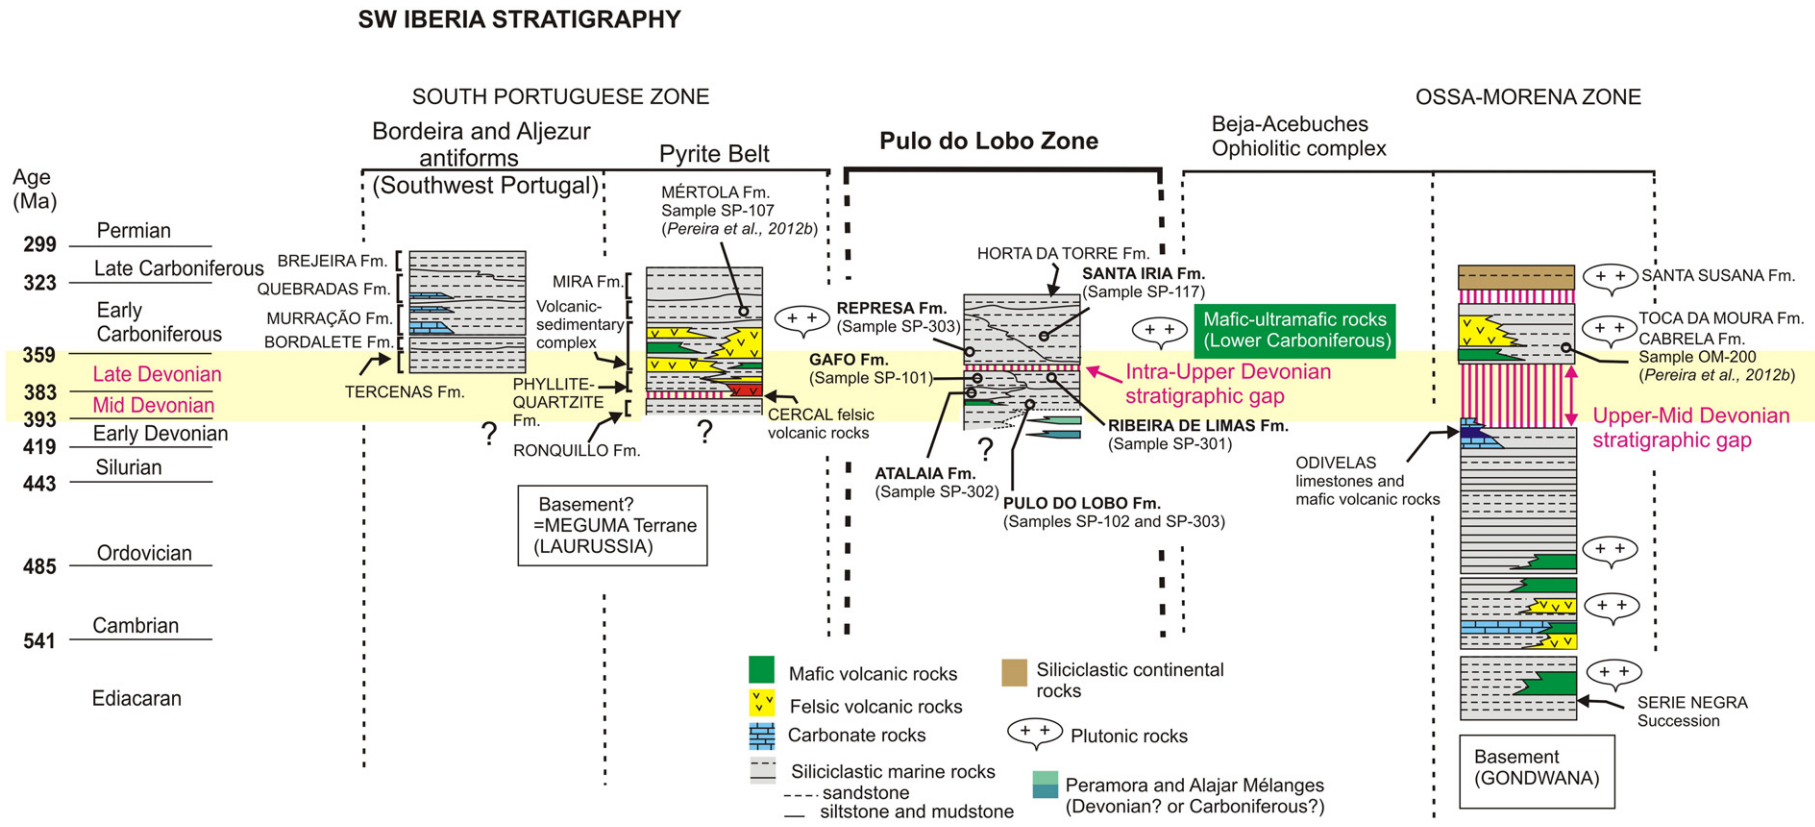 SW IBERIA STRATIGRAPHY
SOUTH PORTUGUESE ZONE
OSSA-MORENA ZONE
Bordeira and Aljezur
antiforms
(Southwest Portugal)
Pyrite Belt
Pulo do Lobo Zone
Beja-Acebuches
Ophiolitic complex
Age
(Ma)
Permian
299
Late Carboniferous
323
Early
Carboniferous
359
Late Devonian
383
Mid Devonian
393
Early Devonian
419
Silurian
443
Ordovician
485
Cambrian
541
Ediacaran
BREJEIRA Fm.
QUEBRADAS Fm.
MURRAÇÃO Fm.
BORDALETE Fm.
TERCENAS Fm.
?
MÉRTOLA Fm.
Sample SP-107
(Pereira et al., 2012b)
MIRA Fm.
Volcanic-
sedimentary
complex
PHYLLITE-
QUARTZITE
Fm.
RONQUILLO Fm.
CERCAL felsic
volcanic rocks
?
Basement?
=MEGUMA Terrane
(LAURUSSIA)
+ +
HORTA DA TORRE Fm.
SANTA IRIA Fm.
(Sample SP-117)
REPRESA Fm.
(Sample SP-303)
GAFO Fm.
(Sample SP-101)
ATALAIA Fm.
(Sample SP-302)
?
PULO DO LOBO Fm.
(Samples SP-102 and SP-303)
RIBEIRA DE LIMAS Fm.
(Sample SP-301)
Intra-Upper Devonian
stratigraphic gap
+ +
Mafic-ultramafic rocks
(Lower Carboniferous)
ODIVELAS
limestones and
mafic volcanic rocks
+ +
SANTA SUSANA Fm.
+ +
TOCA DA MOURA Fm.
CABRELA Fm.
Sample OM-200
(Pereira et al., 2012b)
Upper-Mid Devonian
stratigraphic gap
+ +
+ +
+ +
SERIE NEGRA
Succession
Basement
(GONDWANA)
Mafic volcanic rocks
Felsic volcanic rocks
Carbonate rocks
Siliciclastic marine rocks
sandstone
siltstone and mudstone
Siliciclastic continental
rocks
+ +
Plutonic rocks
Peramora and Alajar Mélanges
(Devonian? or Carboniferous?)